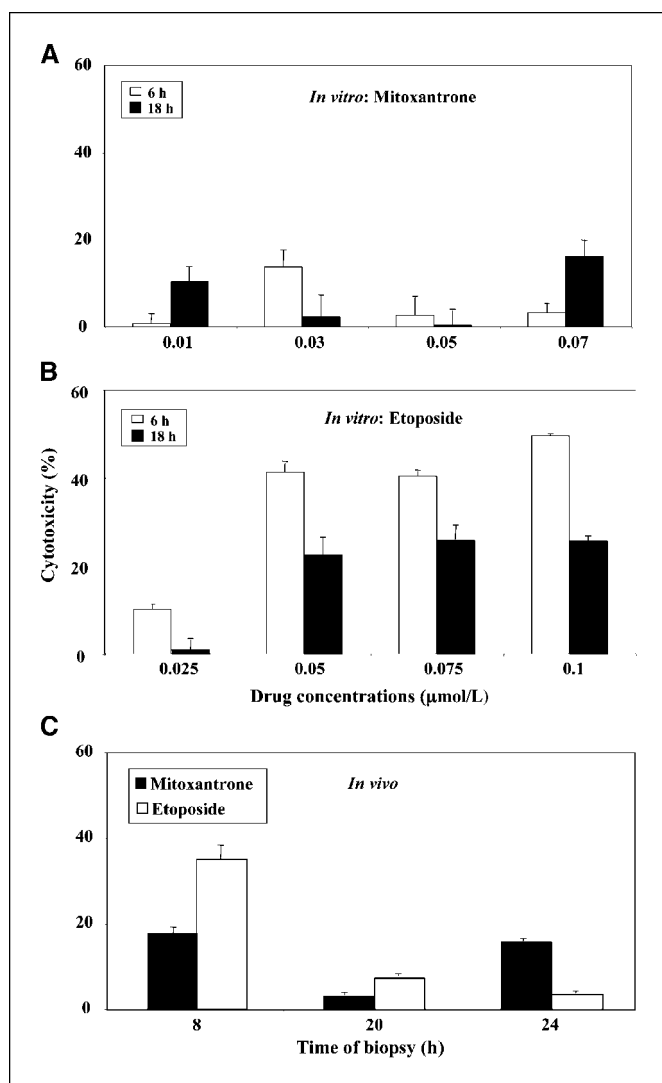 A
60
40
20
0
6 h
18 h
In vitro: Mitoxantrone
0.01 0.03 0.05 0.07
B
60
40
20
0
6 h
18 h
In vitro: Etoposide
Cytotoxicity (%)
0.025 0.05 0.075 0.1
Drug concentrations (μmol/L)
C
60
40
20
0
Mitoxantrone
Etoposide
In vivo
8 20 24
Time of biopsy (h)